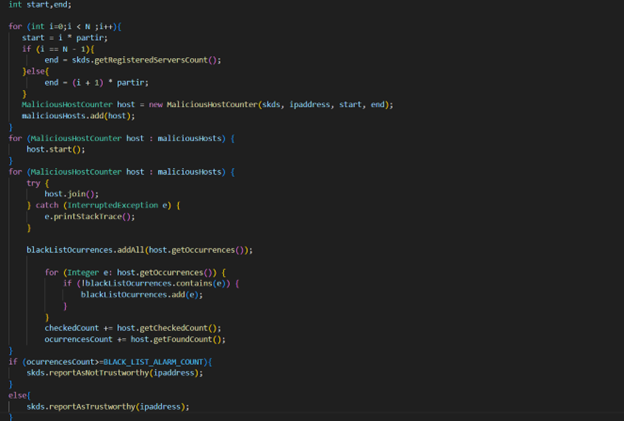 int start,end;
for (int i=0;i < N ;i++){
start = i * partir;
if (i == N - 1){
end = skds.getRegisteredServersCount();
}else{
end = (i + 1) * partir;
}
MaliciousHostCounter host = new MaliciousHostCounter(skds, ipaddress, start, end);
maliciousHosts.add(host);
}
for (MaliciousHostCounter host : maliciousHosts) {
host.start();
}
for (MaliciousHostCounter host : maliciousHosts) {
try {
host.join();
} catch (InterruptedException e) {
e.printStackTrace();
}
blackListOcurrences.addAll(host.getOccurrences());
for (Integer e: host.getOccurrences()) {
if (!blackListOcurrences.contains(e)) {
blackListOcurrences.add(e);
}
}
checkedCount += host.getCheckedCount();
ocurrencesCount += host.getFoundCount();
}
if (ocurrencesCount>=BLACK_LIST_ALARM_COUNT){
skds.reportAsNotTrustworthy(ipaddress);
}
else{
skds.reportAsTrustworthy(ipaddress);
}